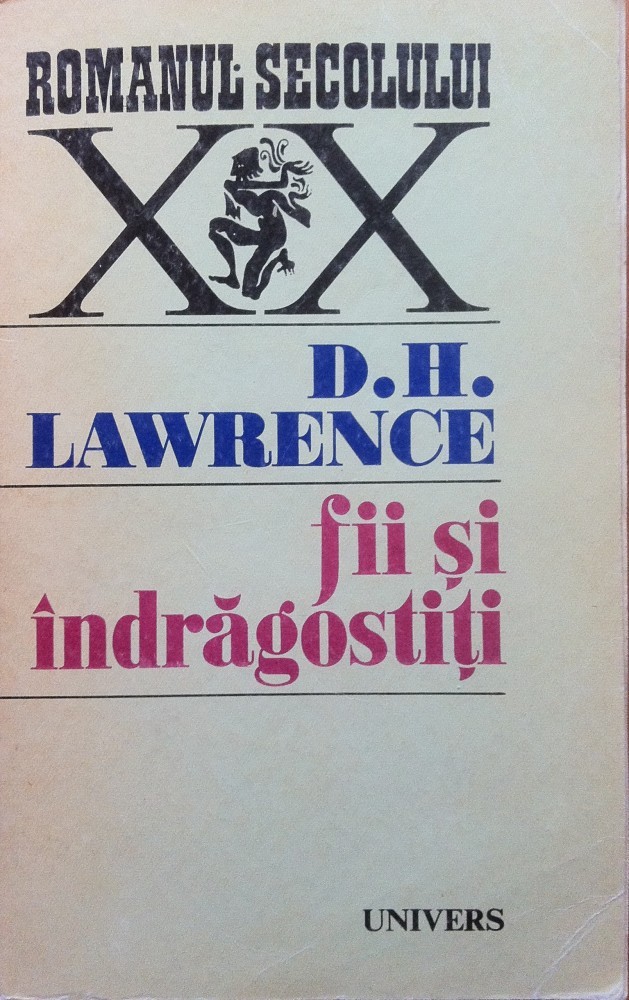 ROMANUL SECOLULUI
XX
D.H.
LAWRENCE
fii și
îndrăgostiți
UNIVERS